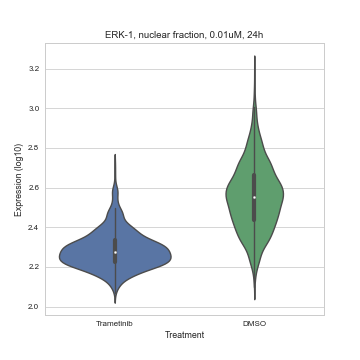 ERK-1, nuclear fraction, 0.01uM, 24h
Expression (log10)
3.2
3.0
2.8
2.6
2.4
2.2
2.0
Trametinib DMSO
Treatment